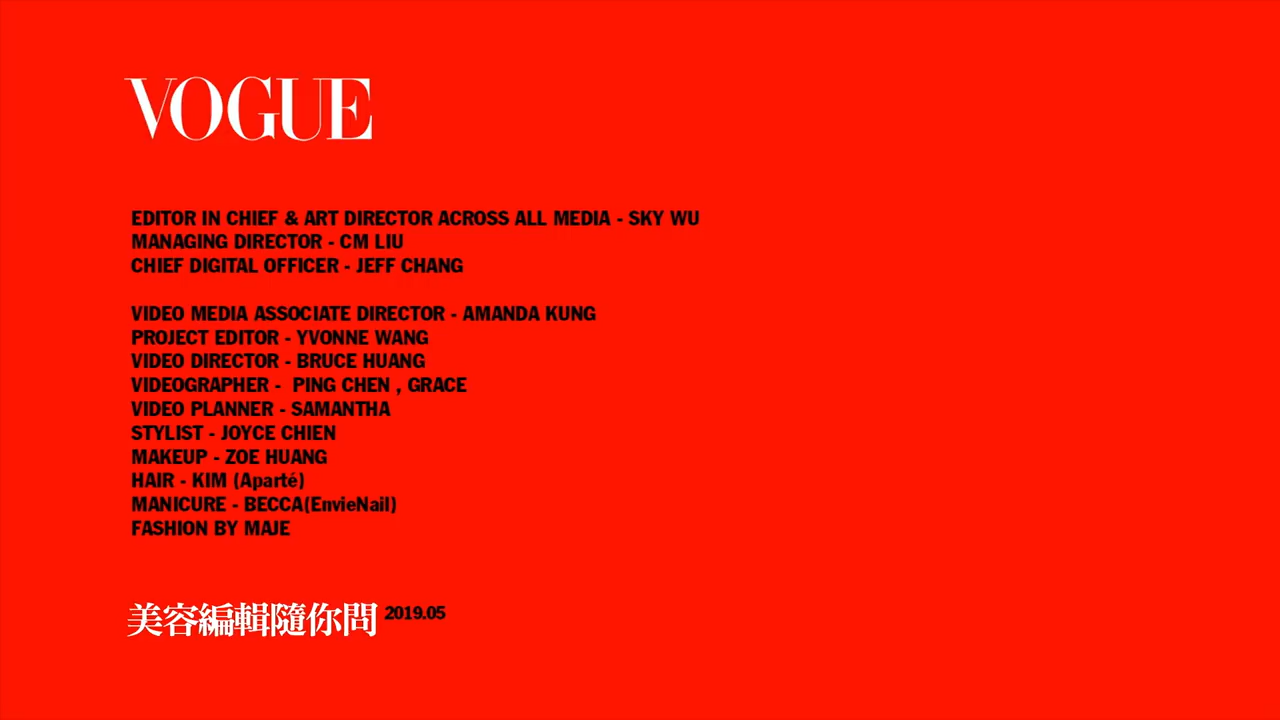 VOGUE
EDITOR IN CHIEF & ART DIRECTOR ACROSS ALL MEDIA - SKY WU
MANAGING DIRECTOR - CM LIU
CHIEF DIGITAL OFFICER - JEFF CHANG
VIDEO MEDIA ASSOCIATE DIRECTOR - AMANDA KUNG
PROJECT EDITOR - YVONNE WANG
VIDEO DIRECTOR - BRUCE HUANG
VIDEOGRAPHER -  PING CHEN , GRACE
VIDEO PLANNER - SAMANTHA
STYLIST - JOYCE CHIEN
MAKEUP - ZOE HUANG
HAIR - KIM (Aparté)
MANICURE - BECCA(EnvieNail)
FASHION BY MAJE
美容編輯隨你問 2019.05